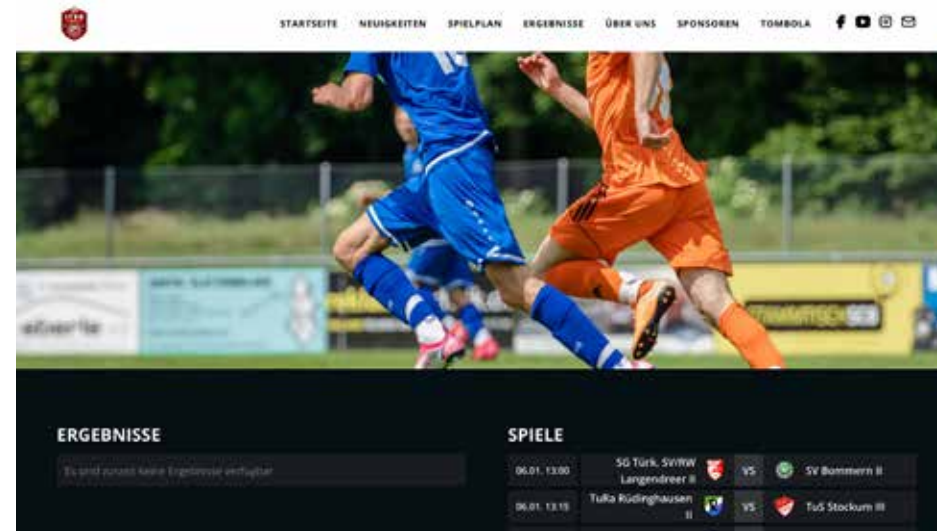 STARTSEITE NEUIGKEITEN SPIELPLAN ERGEBNISSE ÜBER UNS SPONSOREN TOMBOLA
eberle
ERGEBNISSE
Es sind zurzeit keine Ergebnisse verfügbar
SPIELE
06.01. 13:00 SG Türk. SV/RW Langendreer II VS SV Bommern II
06.01. 13:15 TuRa Rüdinghausen II VS TuS Stockum III